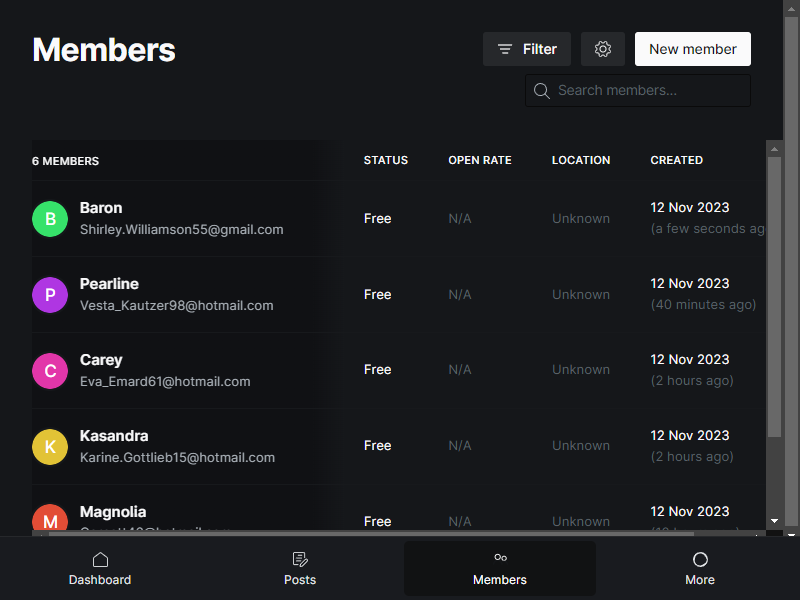 Members
Filter
New member
Search members...
6 MEMBERS STATUS OPEN RATE LOCATION CREATED
B Baron Free N/A Unknown 12 Nov 2023
Shirley.Williamson55@gmail.com (a few seconds ag
P Pearline Free N/A Unknown 12 Nov 2023
Vesta_Kautzer98@hotmail.com (40 minutes ago)
C Carey Free N/A Unknown 12 Nov 2023
Eva_Emard61@hotmail.com (2 hours ago)
K Kasandra Free N/A Unknown 12 Nov 2023
Karine.Gottlieb15@hotmail.com (2 hours ago)
M Magnolia Free N/A Unknown 12 Nov 2023
Dashboard Posts Members More